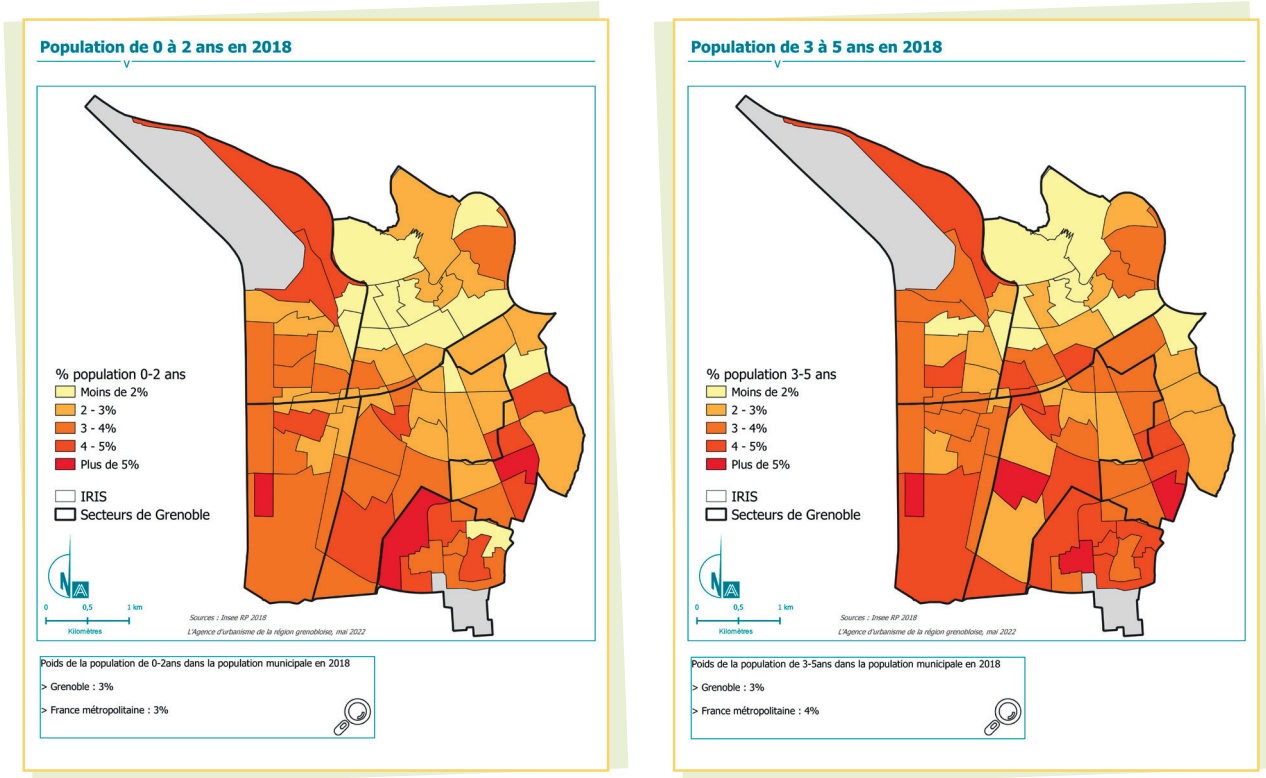 Population de 0 à 2 ans en 2018
% population 0-2 ans
Moins de 2%
2 - 3%
3 - 4%
4 - 5%
Plus de 5%
IRIS
Secteurs de Grenoble
N
0 0,5 1 km
Kilomètres
Sources : Insee RP 2018
L'Agence d'urbanisme de la région grenobloise, mai 2022
Poids de la population de 0-2ans dans la population municipale en 2018
> Grenoble : 3%
> France métropolitaine : 3%
Population de 3 à 5 ans en 2018
% population 3-5 ans
Moins de 2%
2 - 3%
3 - 4%
4 - 5%
Plus de 5%
IRIS
Secteurs de Grenoble
N
0 0,5 1 km
Kilomètres
Sources : Insee RP 2018
L'Agence d'urbanisme de la région grenobloise, mai 2022
Poids de la population de 3-5ans dans la population municipale en 2018
> Grenoble : 3%
> France métropolitaine : 4%